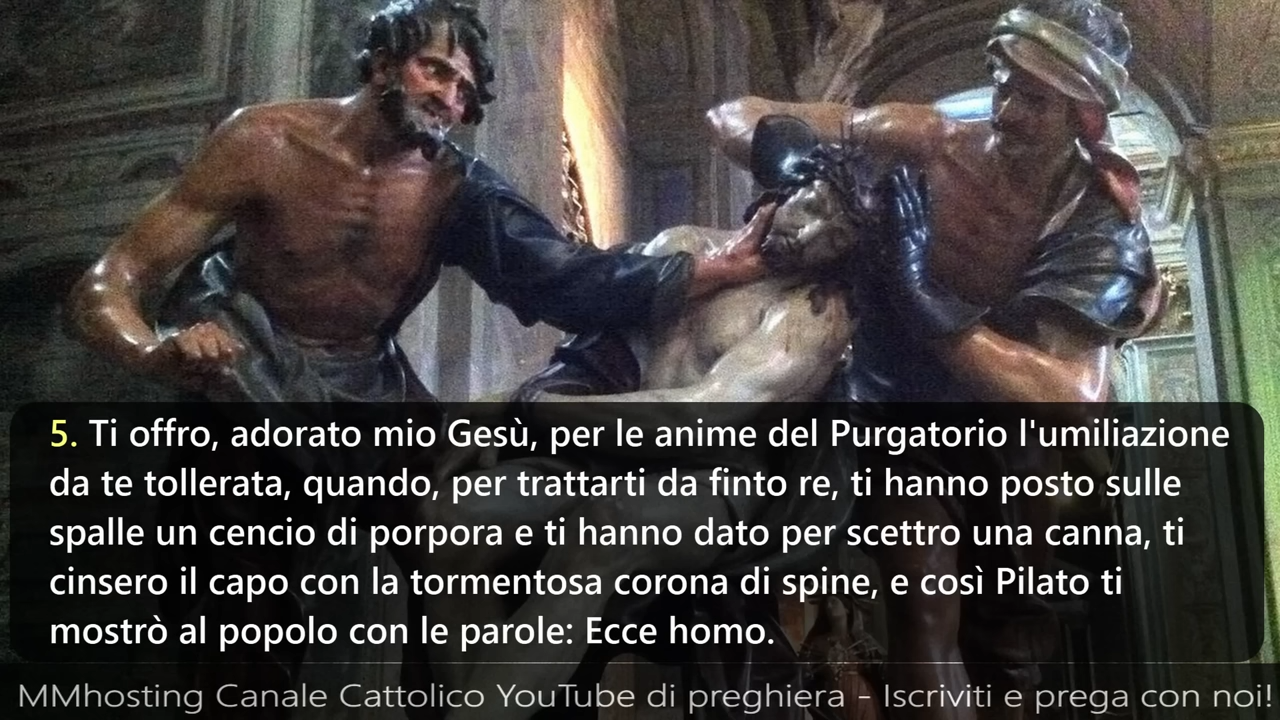 5. Ti offro, adorato mio Gesù, per le anime del Purgatorio l'umiliazione
da te tollerata, quando, per trattarti da finto re, ti hanno posto sulle
spalle un cencio di porpora e ti hanno dato per scettro una canna, ti
cinsero il capo con la tormentosa corona di spine, e così Pilato ti
mostrò al popolo con le parole: Ecce homo.
MMhosting Canale Cattolico YouTube di preghiera - Iscriviti e prega con noi!